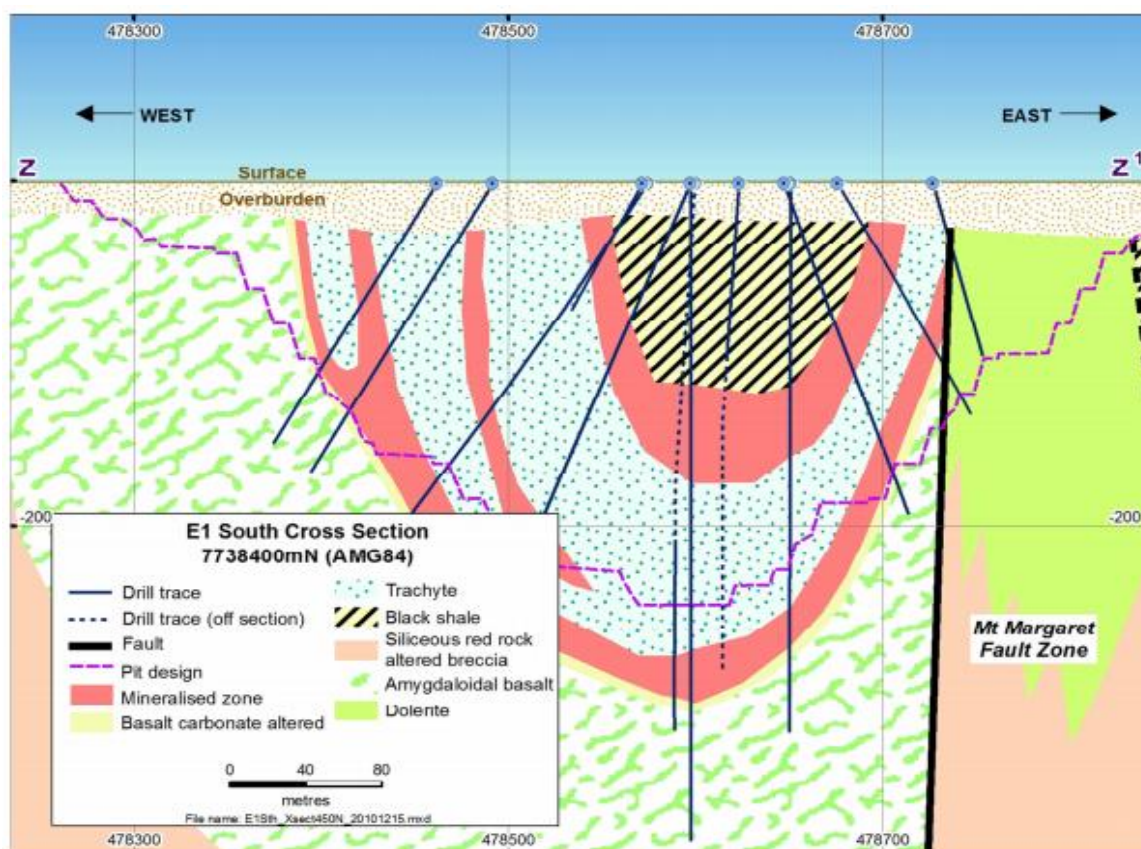 478300 478500 478700
WEST EAST
Z Z¹
Surface
Overburden
-200 -200
E1 South Cross Section
7738400mN (AMG84)
Drill trace
Drill trace (off section)
Fault
Pit design
Mineralised zone
Basalt carbonate altered
Trachyte
Black shale
Siliceous red rock
altered breccia
Amygdaloidal basalt
Dolente
0 40 80
metres
File name: E1Sth_Xsect450N_20101215.mxd
Mt Margaret
Fault Zone
478300 478500 478700